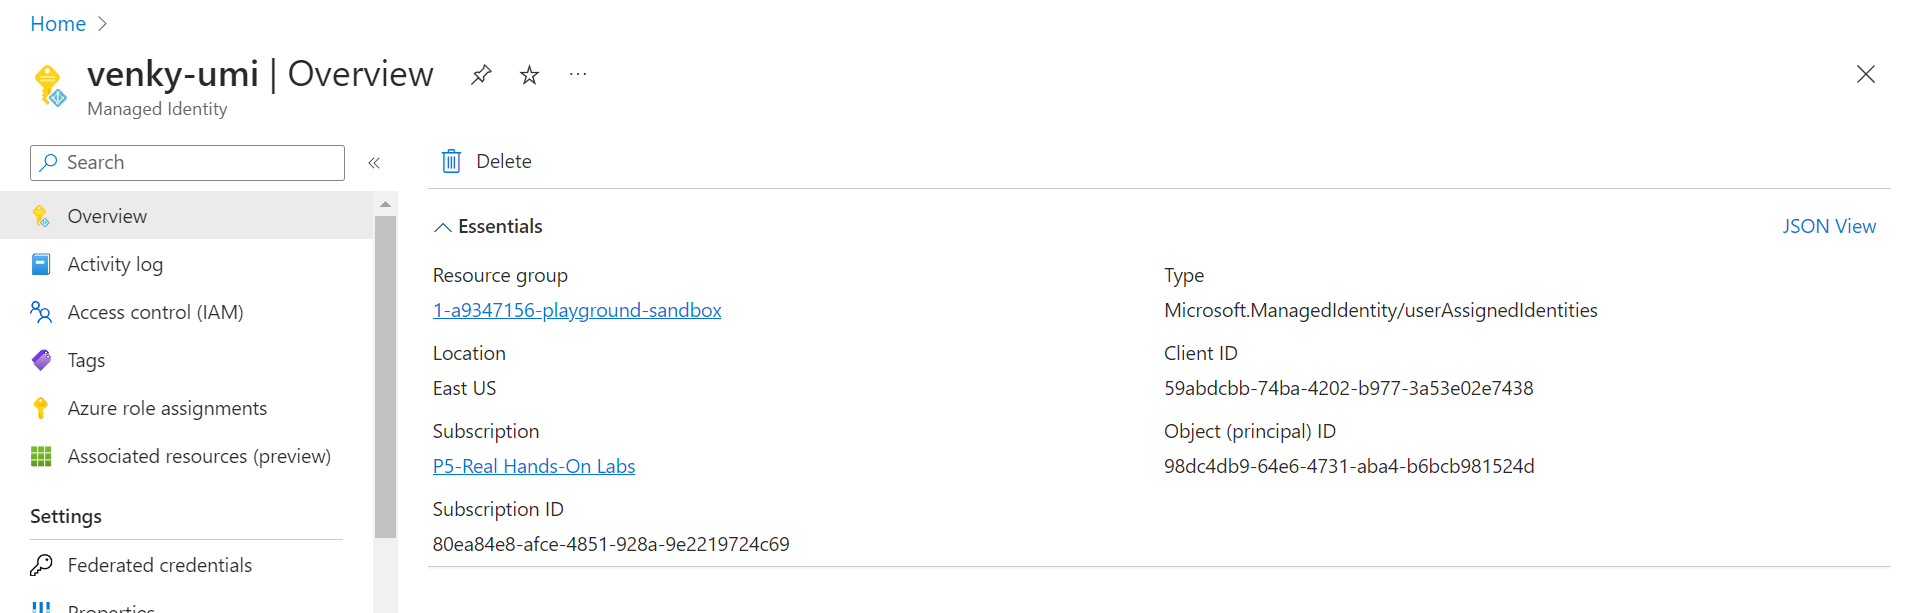 Home
venky-umi | Overview
Managed Identity
Search
Delete
Overview
Activity log
Access control (IAM)
Tags
Azure role assignments
Associated resources (preview)
Settings
Federated credentials
Properties
Essentials
JSON View
Resource group
1-a9347156-playground-sandbox
Location
East US
Subscription
P5-Real Hands-On Labs
Subscription ID
80ea84e8-afce-4851-928a-9e2219724c69
Type
Microsoft.ManagedIdentity/userAssignedIdentities
Client ID
59abdcbb-74ba-4202-b977-3a53e02e7438
Object (principal) ID
98dc4db9-64e6-4731-aba4-b6bcb981524d